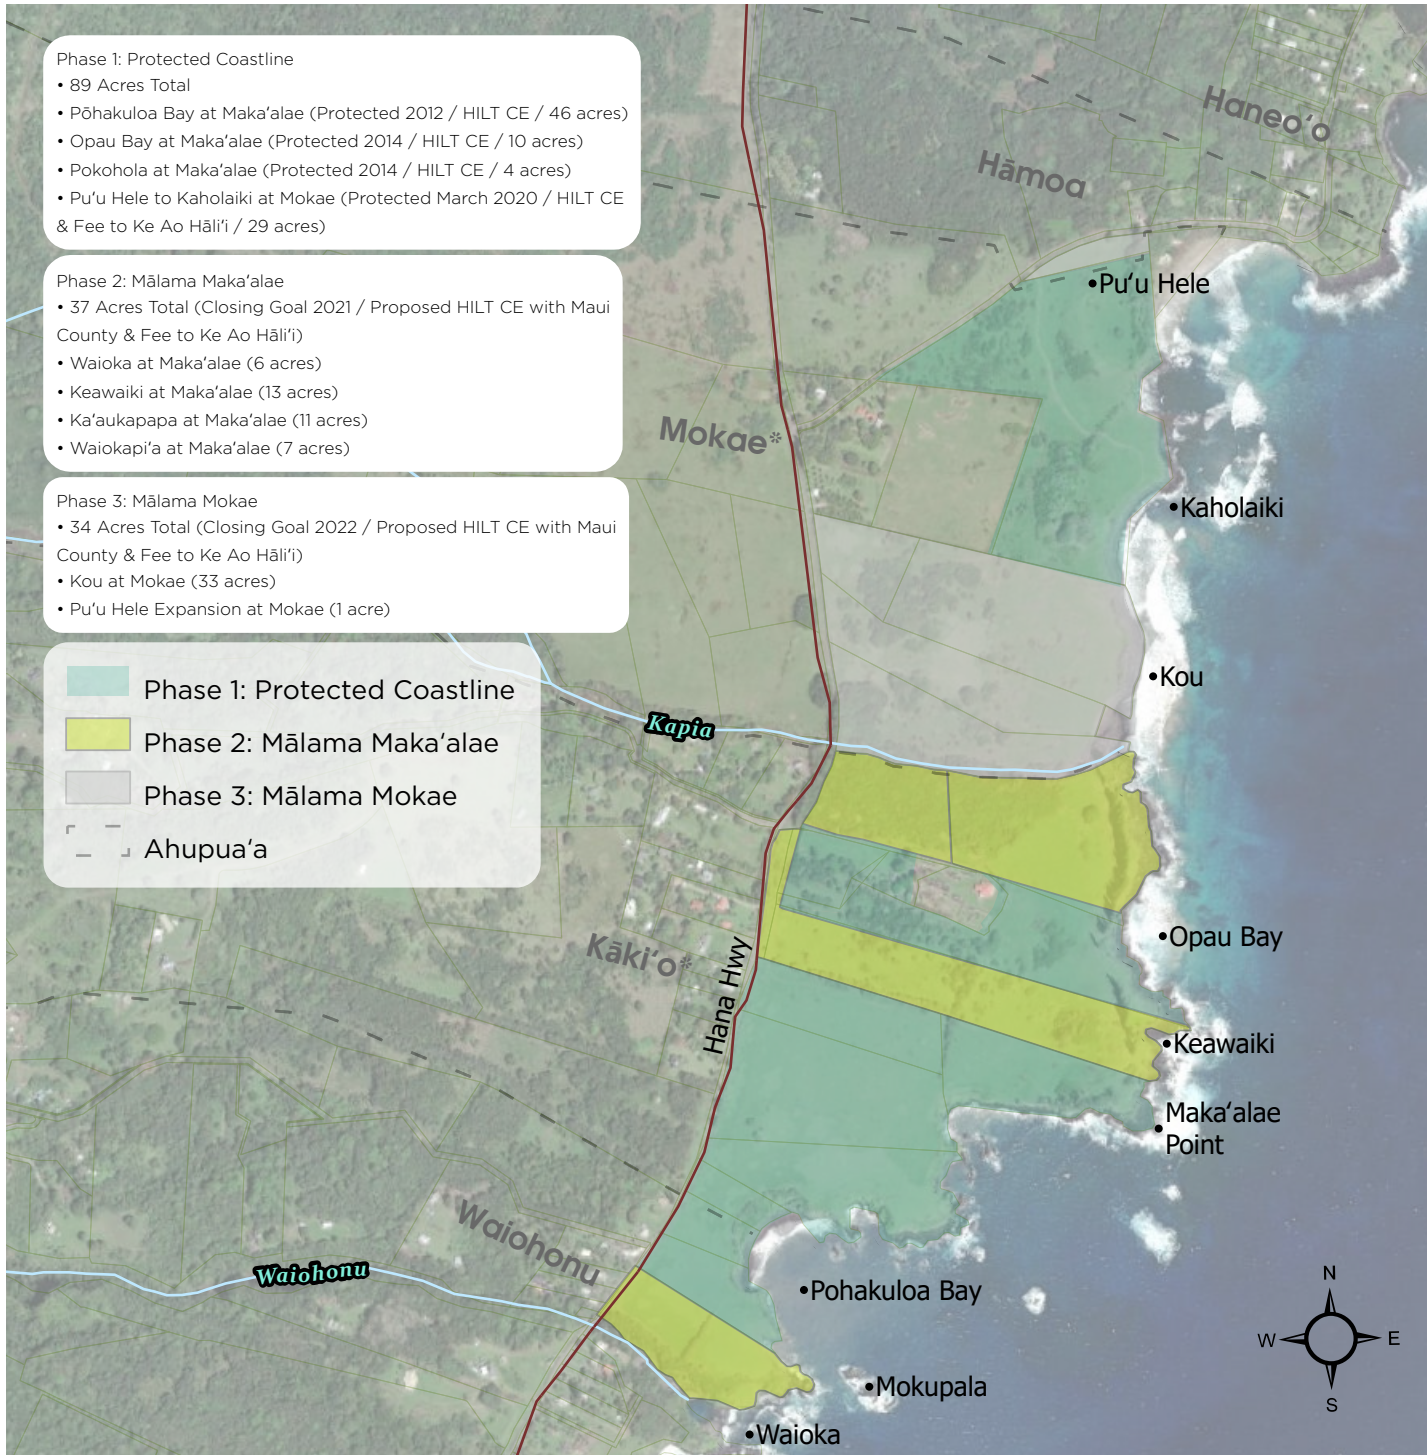 Phase 1: Protected Coastline
• 89 Acres Total
• Pōhakuloa Bay at Makaʻalae (Protected 2012 / HILT CE / 46 acres)
• Opau Bay at Makaʻalae (Protected 2014 / HILT CE / 10 acres)
• Pokohola at Makaʻalae (Protected 2014 / HILT CE / 4 acres)
• Puʻu Hele to Kaholaiki at Mokae (Protected March 2020 / HILT CE
& Fee to Ke Ao Hāliʻi / 29 acres)
Phase 2: Mālama Makaʻalae
• 37 Acres Total (Closing Goal 2021 / Proposed HILT CE with Maui
County & Fee to Ke Ao Hāliʻi)
• Waioka at Makaʻalae (6 acres)
• Keawaiki at Makaʻalae (13 acres)
• Kaʻaukapapa at Makaʻalae (11 acres)
• Waiokapiʻa at Makaʻalae (7 acres)
Phase 3: Mālama Mokae
• 34 Acres Total (Closing Goal 2022 / Proposed HILT CE with Maui
County & Fee to Ke Ao Hāliʻi)
• Kou at Mokae (33 acres)
• Puʻu Hele Expansion at Mokae (1 acre)
Phase 1: Protected Coastline
Phase 2: Mālama Makaʻalae
Phase 3: Mālama Mokae
Ahupuaʻa
Haneoʻo
Hāmoa
•Puʻu Hele
Mokae*
•Kaholaiki
•Kou
Kapia
•Opau Bay
Kākiʻo*
Hana Hwy
•Keawaiki
•Makaʻalae
Point
Waiohonu
Waiohonu
•Pohakuloa Bay
•Mokupala
•Waioka
N
W
E
S